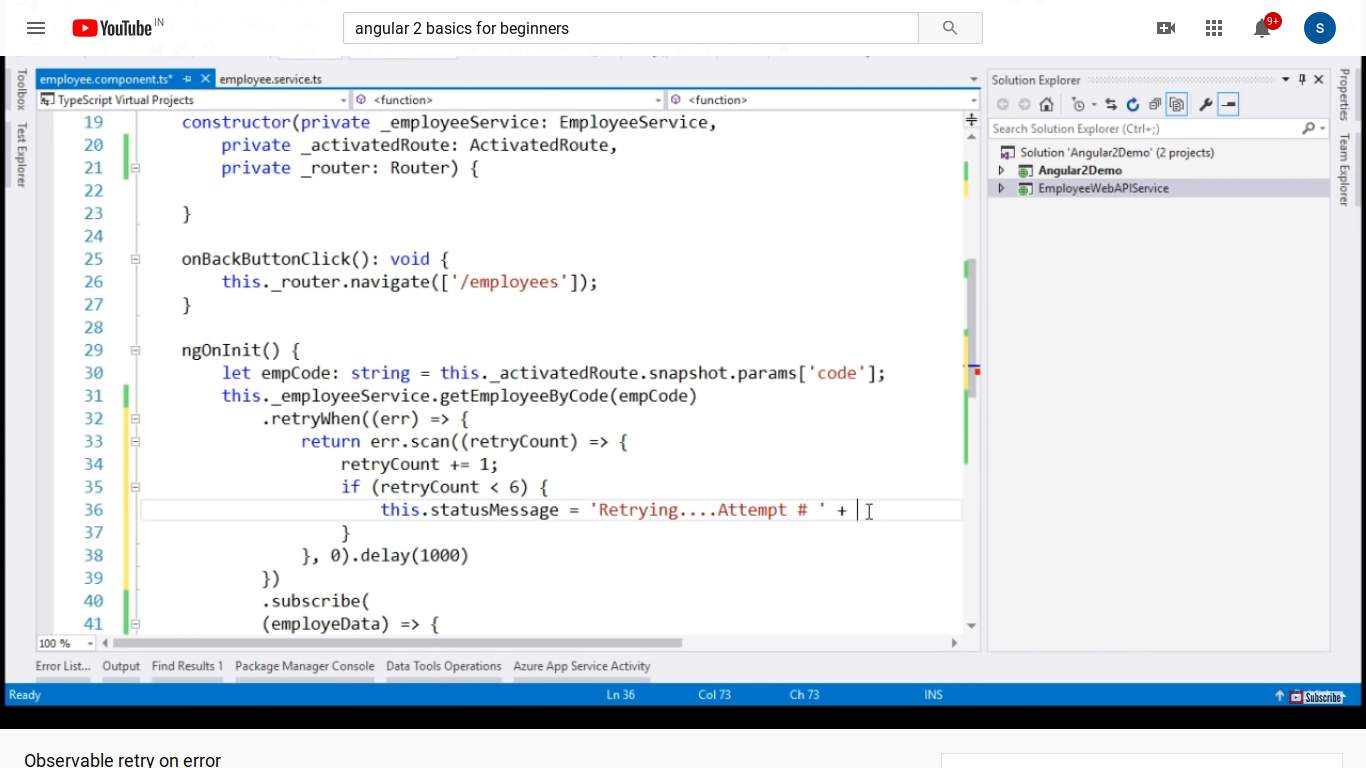 YouTube IN
angular 2 basics for beginners
9+
S
Toolbox
Test Explorer
employee.component.ts*
employee.service.ts
TypeScript Virtual Projects
<function>
<function>
19 constructor(private _employeeService: EmployeeService,
20 private _activatedRoute: ActivatedRoute,
21 private _router: Router) {
22
23 }
24
25 onBackButtonClick(): void {
26 this._router.navigate(['/employees']);
27 }
28
29 ngOnInit() {
30 let empCode: string = this._activatedRoute.snapshot.params['code'];
31 this._employeeService.getEmployeeByCode(empCode)
32 .retryWhen((err) => {
33 return err.scan((retryCount) => {
34 retryCount += 1;
35 if (retryCount < 6) {
36 this.statusMessage = 'Retrying....Attempt # ' +
37 }
38 }, 0).delay(1000)
39 })
40 .subscribe(
41 (employeData) => {
100 %
Solution Explorer
Search Solution Explorer (Ctrl+;)
Solution 'Angular2Demo' (2 projects)
Angular2Demo
EmployeeWebAPIService
Properties
Team Explorer
Error List... Output Find Results 1 Package Manager Console Data Tools Operations Azure App Service Activity
Ready Ln 36 Col 73 Ch 73 INS
Subscribe
Observable retry on error